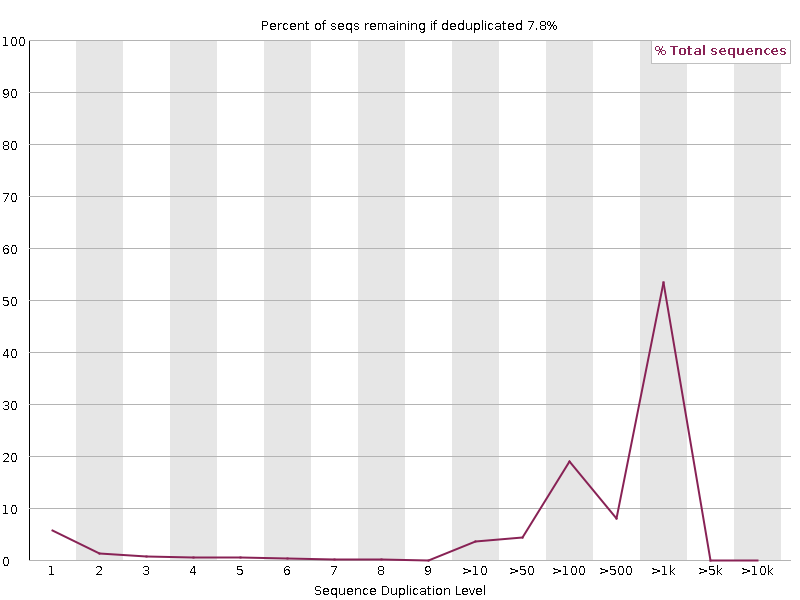 Percent of seqs remaining if deduplicated 7.8%
% Total sequences
100
90
80
70
60
50
40
30
20
10
0
1 2 3 4 5 6 7 8 9 >10 >50 >100 >500 >1k >5k >10k
Sequence Duplication Level